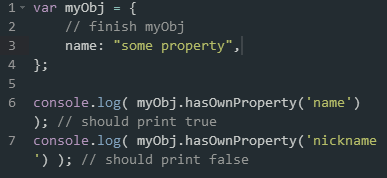 1 var myObj = {
2     // finish myObj
3     name: "some property",
4 };
5
6 console.log( myObj.hasOwnProperty('name')
); // should print true
7 console.log( myObj.hasOwnProperty('nickname
') ); // should print false